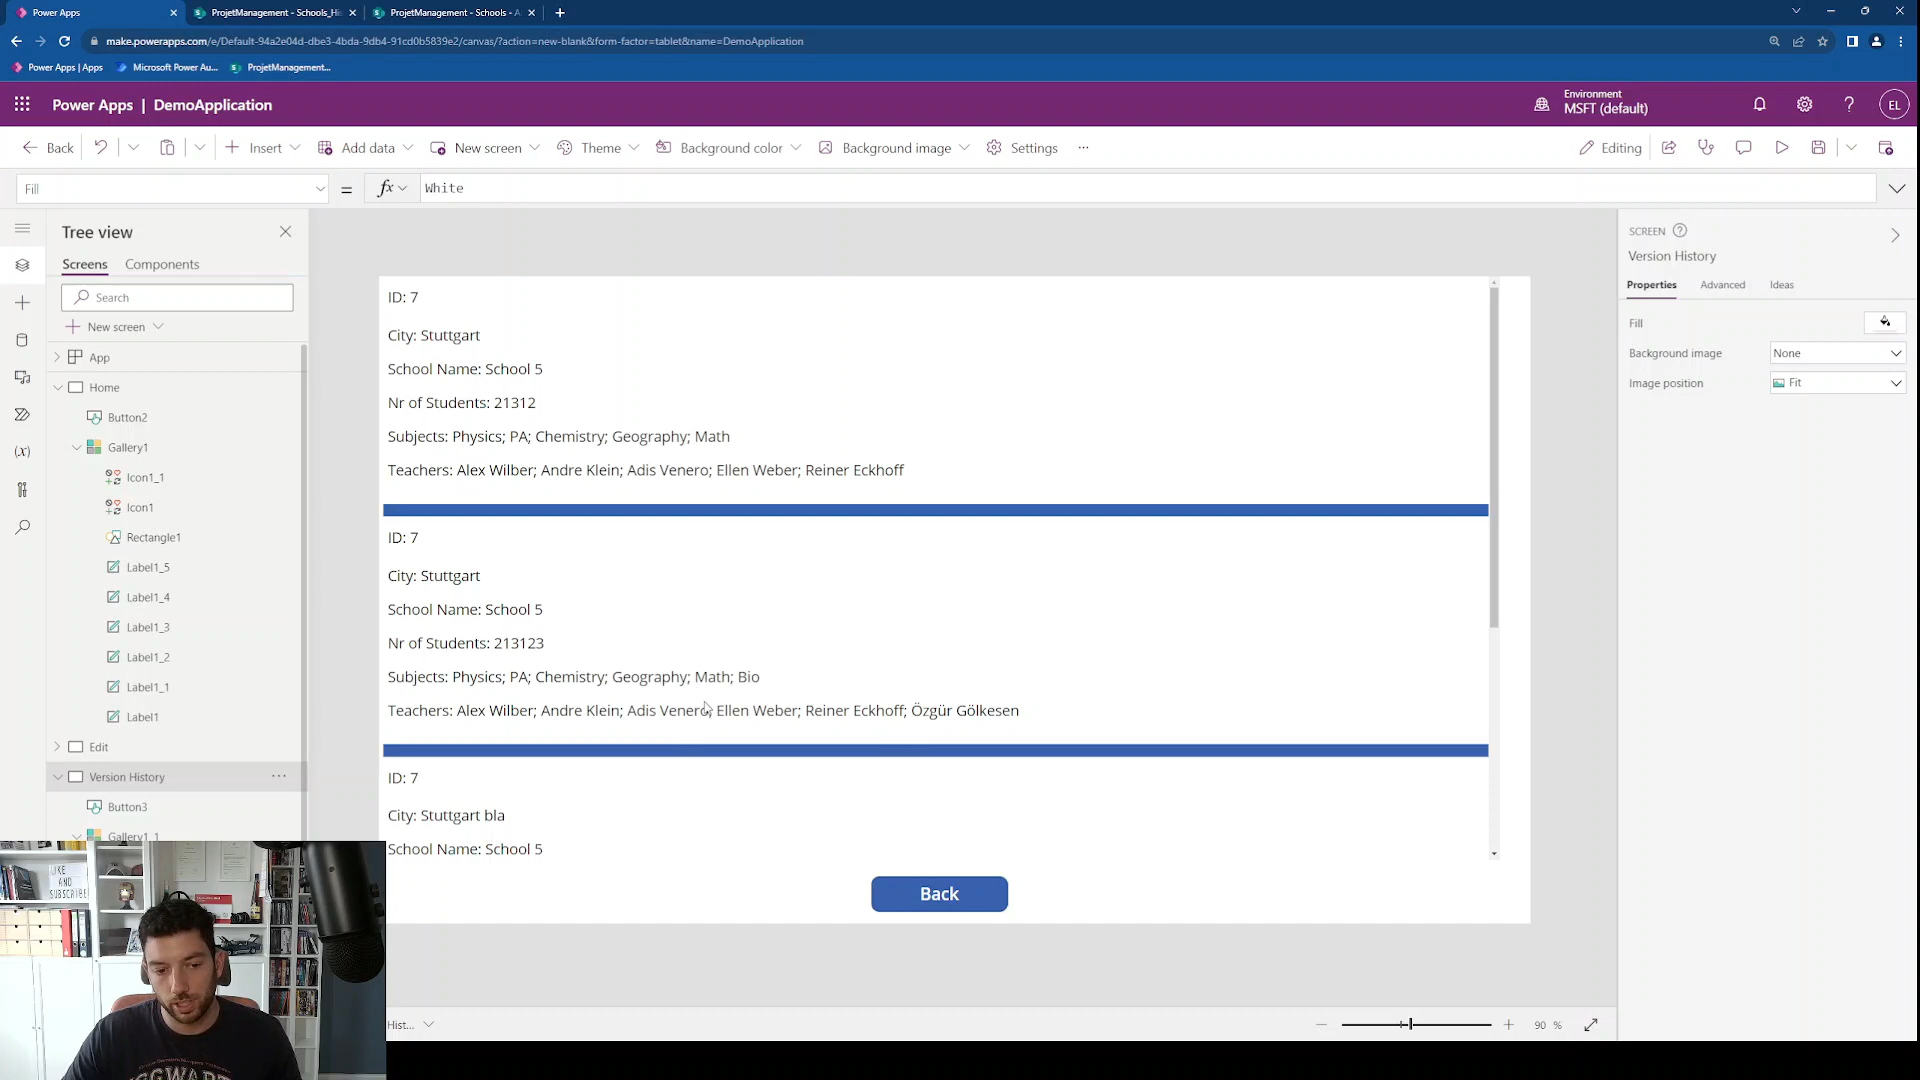 Power Apps
ProjetManagement - Schools_Hi
ProjetManagement - Schools - A
make.powerapps.com/e/Default-94a2e04d-dbe3-4bda-9db4-91cd0b5839e2/canvas/?action=new-blank&form-factor=tablet&name=DemoApplication
Power Apps | Apps
Microsoft Power Au...
ProjetManagement...
Power Apps | DemoApplication
Environment
MSFT (default)
EL
Back
Insert
Add data
New screen
Theme
Background color
Background image
Settings
Editing
Fill
=
fx
White
Tree view
Screens
Components
Search
New screen
App
Home
Button2
Gallery1
Icon1_1
Icon1
Rectangle1
Label1_5
Label1_4
Label1_3
Label1_2
Label1_1
Label1
Edit
Version History
Button3
Gallery1_1
ID: 7
City: Stuttgart
School Name: School 5
Nr of Students: 21312
Subjects: Physics; PA; Chemistry; Geography; Math
Teachers: Alex Wilber; Andre Klein; Adis Venero; Ellen Weber; Reiner Eckhoff
ID: 7
City: Stuttgart
School Name: School 5
Nr of Students: 213123
Subjects: Physics; PA; Chemistry; Geography; Math; Bio
Teachers: Alex Wilber; Andre Klein; Adis Venero; Ellen Weber; Reiner Eckhoff; Özgür Gölkesen
ID: 7
City: Stuttgart bla
School Name: School 5
Back
SCREEN
Version History
Properties
Advanced
Ideas
Fill
Background image
None
Image position
Fit
Hist...
90 %
LIKE
AND
SUBSCRIBE